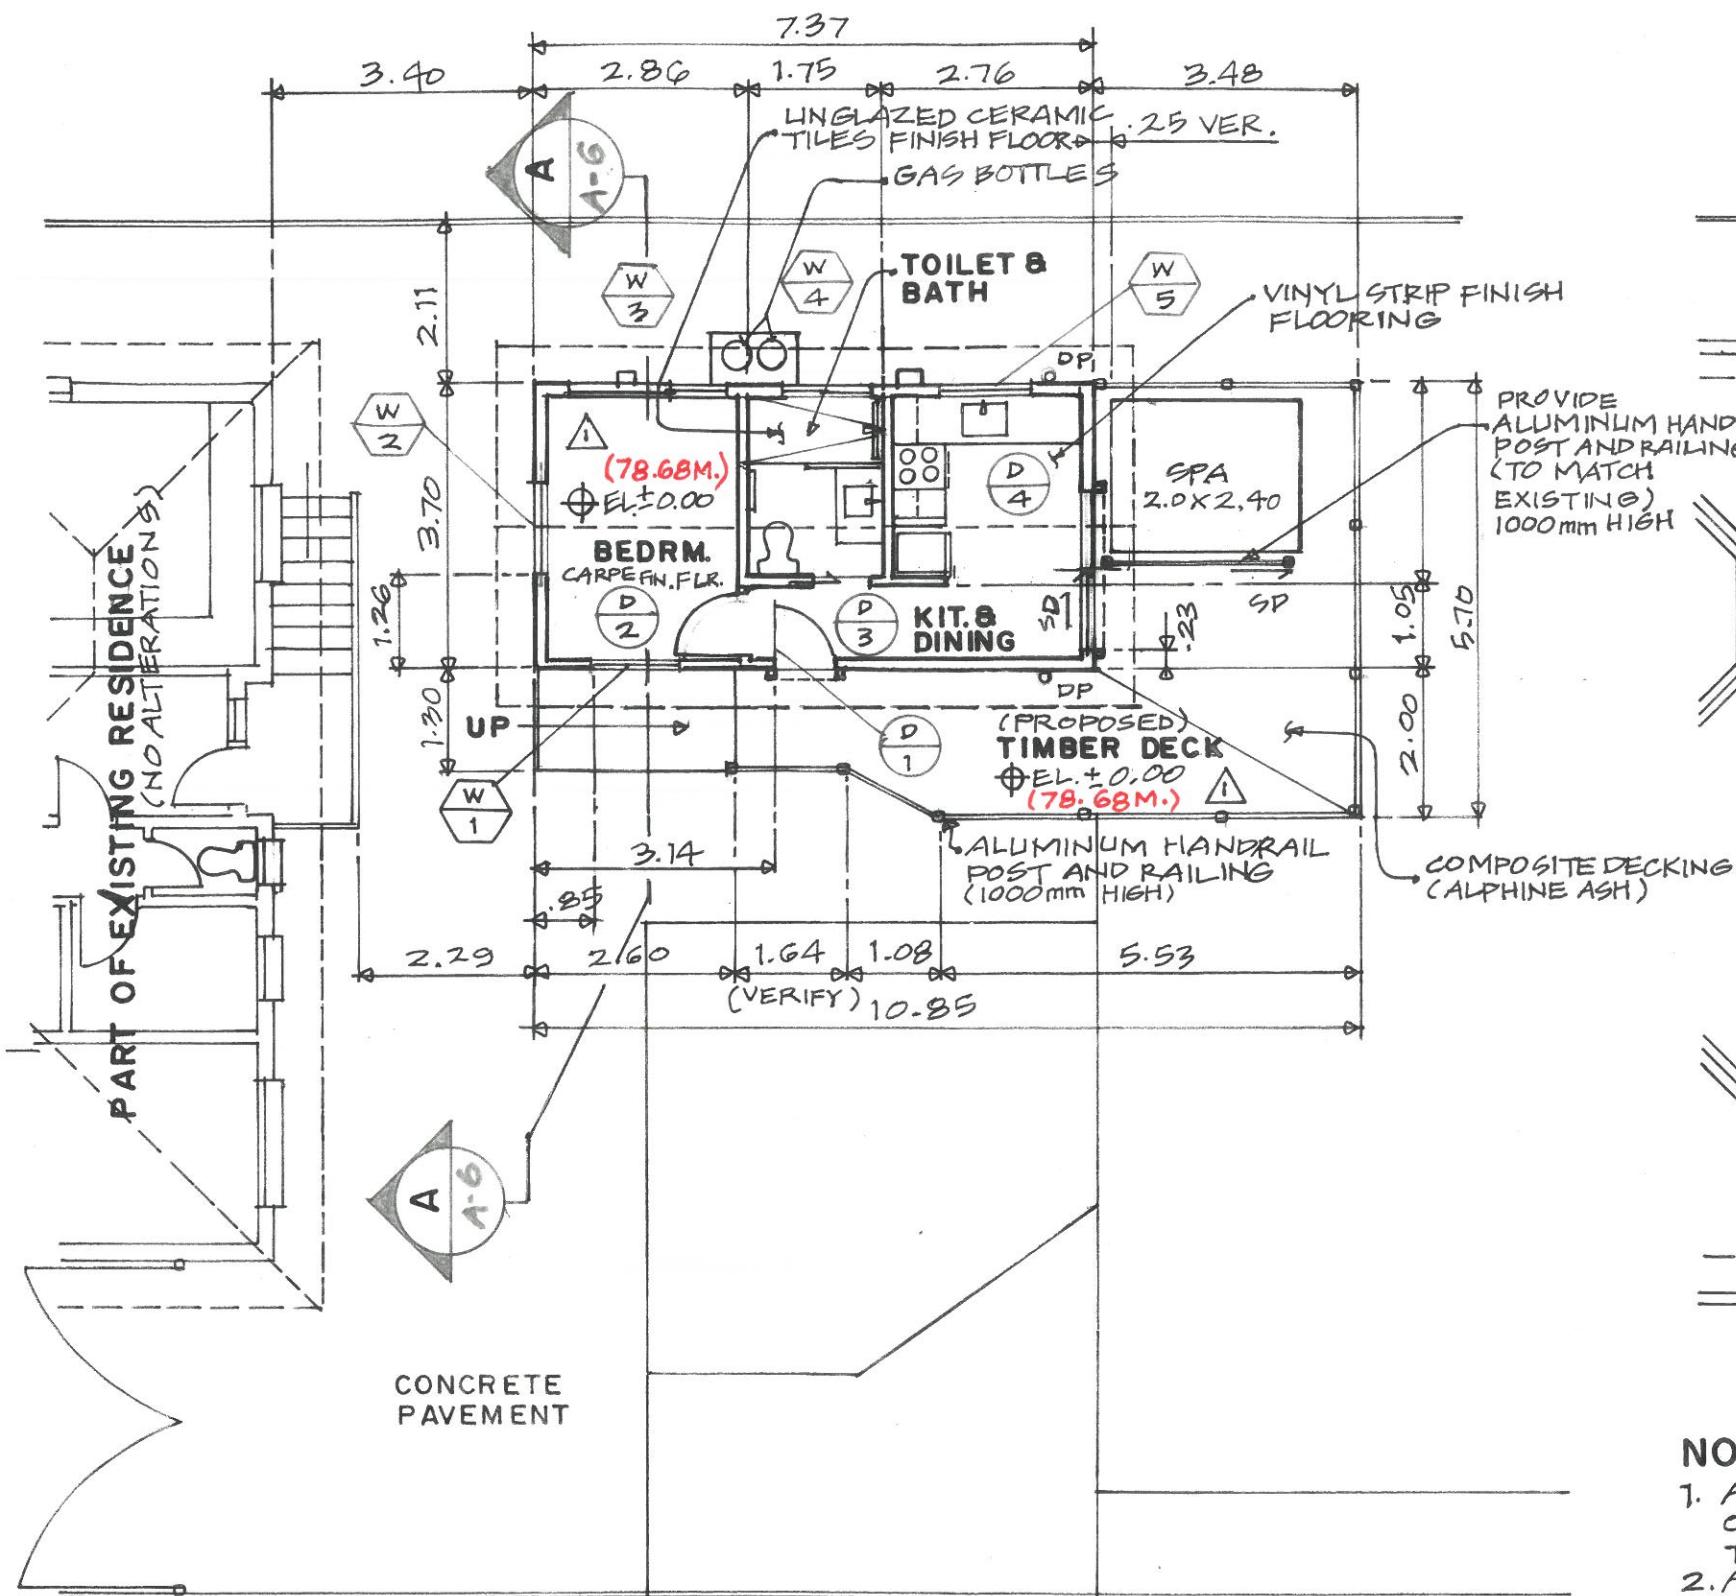 7.37
3.40
2.86
1.75
2.76
3.48
UNGLAZED CERAMIC
TILES FINISH FLOOR
.25 VER.
GAS BOTTLES
A
A-6
W
3
W
4
TOILET &
BATH
W
5
VINYL STRIP FINISH
FLOORING
2.11
DP
W
2
PROVIDE
ALUMINUM HAND
POST AND RAILING
(TO MATCH
EXISTING)
1000mm HIGH
1
(78.68M.)
EL.±0.00
D
4
SPA
2.0X2.40
3.70
BEDRM.
CARPE FIN. FLR.
1.26
D
2
D
3
KIT. &
DINING
SD
.23
SP
1.05
5.70
PART OF EXISTING RESIDENCE
(NO ALTERATIONS)
1.30
UP
DP
D
1
(PROPOSED)
TIMBER DECK
EL.±0.00
(78.68M.)
1
2.00
W
1
3.14
.85
ALUMINUM HANDRAIL
POST AND RAILING
(1000mm HIGH)
COMPOSITE DECKING
(ALPHINE ASH)
2.29
2.60
1.64
1.08
5.53
(VERIFY)
10.85
A
A-6
CONCRETE
PAVEMENT
NO
1. A
2. A